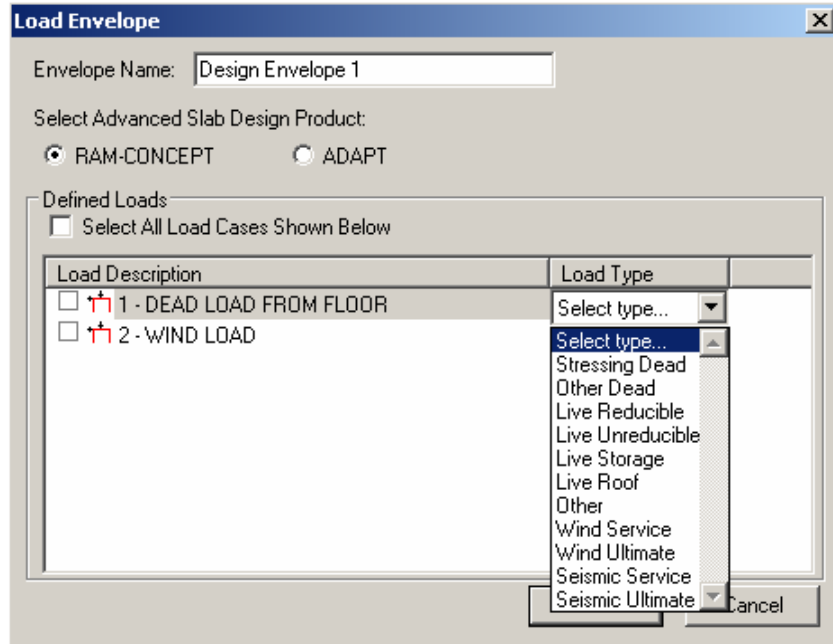 Load Envelope
Envelope Name: Design Envelope 1
Select Advanced Slab Design Product:
RAM-CONCEPT ADAPT
Defined Loads
Select All Load Cases Shown Below
Load Description Load Type
1 - DEAD LOAD FROM FLOOR Select type...
2 - WIND LOAD
Select type...
Stressing Dead
Other Dead
Live Reducible
Live Unreducible
Live Storage
Live Roof
Other
Wind Service
Wind Ultimate
Seismic Service
Seismic Ultimate
Cancel